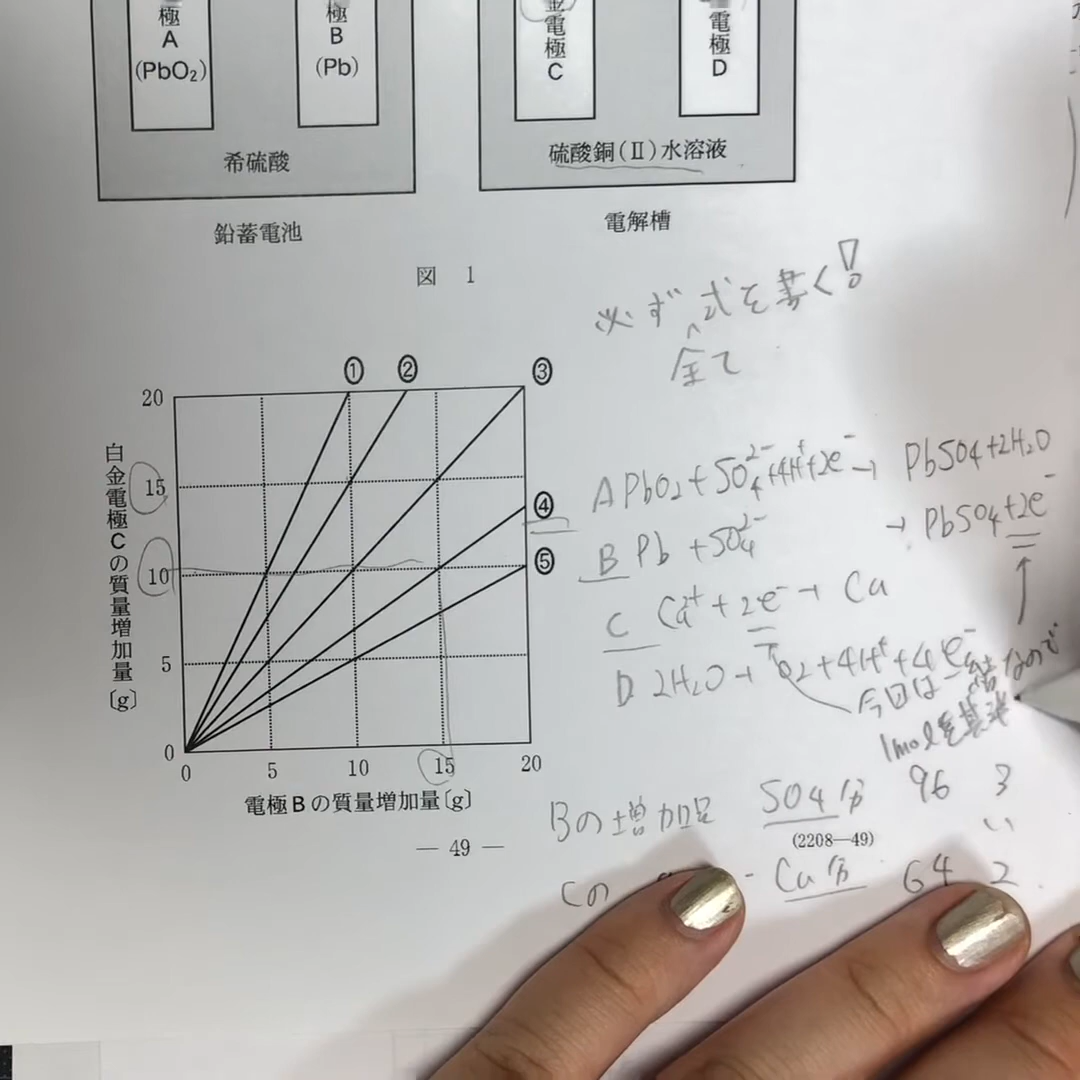 極
A
(PbO₂)
極
B
(Pb)
金電極C
電極D
希硫酸
硫酸銅(Ⅱ)水溶液
鉛蓄電池
電解槽
図 1
必ず式を書く!
全て
① ② ③
④
⑤
20
15
10
5
0
白金電極Cの質量増加量〔g〕
0 5 10 15 20
電極Bの質量増加量〔g〕
A PbO₂+SO₄²⁻+4H⁺+2e⁻→ PbSO₄+2H₂O
B Pb +SO₄²⁻ → PbSO₄+2e⁻
C Cu²⁺+2e⁻→ Cu
D 2H₂O→ O₂+4H⁺+4e⁻
今回は
なので
1molを基準
Bの増加量 SO₄分 96 3
(2208—49)
Cの Cu分 64 2
— 49 —